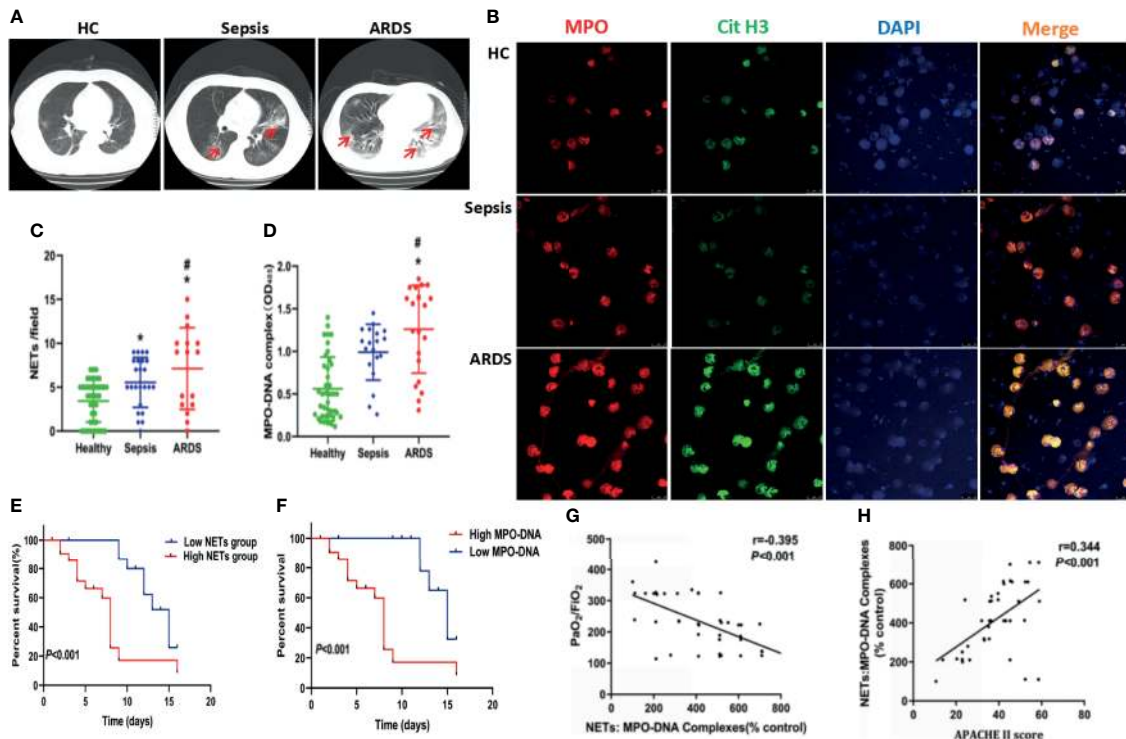 A
HC
Sepsis
ARDS
B
MPO
Cit H3
DAPI
Merge
HC
Sepsis
ARDS
C
NETs /field
20
15
10
5
0
*
#
*
Healthy
Sepsis
ARDS
D
MPO-DNA complex(OD405)
2.0
1.5
1.0
0.5
0.0
#
*
Healthy
Sepsis
ARDS
E
Percent survival(%)
100
80
60
40
20
0
Low NETs group
High NETs group
P<0.001
0
5
10
15
20
Time (days)
F
Percent survival
100
80
60
40
20
0
High MPO-DNA
Low MPO-DNA
P<0.001
0
5
10
15
20
Time (days)
G
r=-0.395
P<0.001
PaO2/FiO2
500
400
300
200
100
0
0
200
400
600
800
NETs: MPO-DNA Complexes(% control)
H
r=0.344
P<0.001
NETs:MPO-DNA Complexes
(% control)
800
600
400
200
0
0
20
40
60
80
APACHE II score